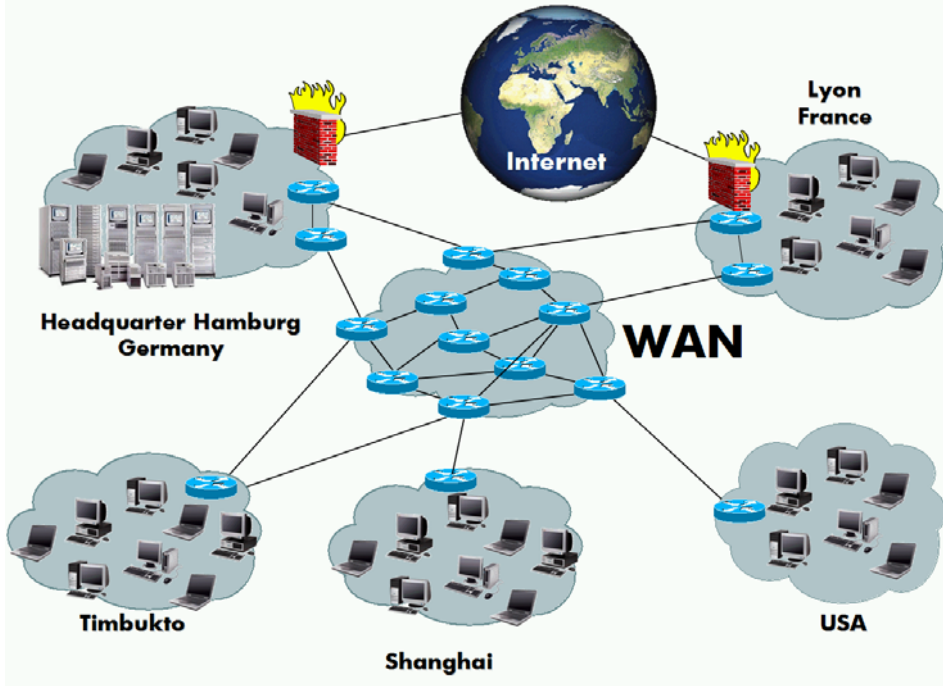 Internet
Lyon
France
Headquarter Hamburg
Germany
WAN
Timbukto
Shanghai
USA